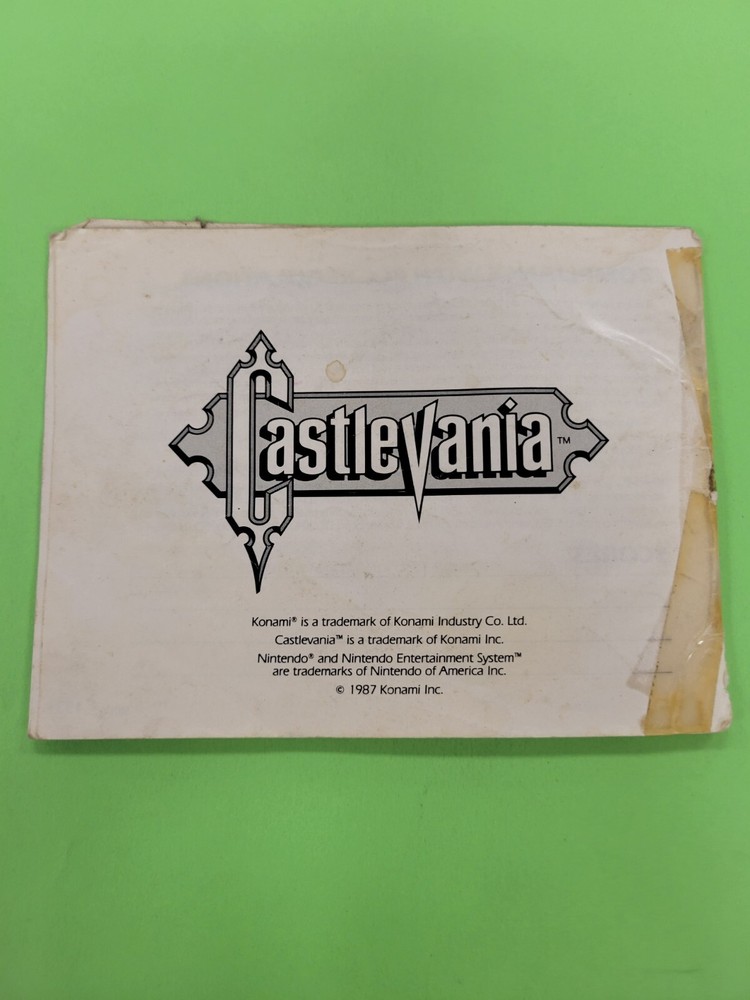 Castlevania™
Konami® is a trademark of Konami Industry Co. Ltd.
Castlevania™ is a trademark of Konami Inc.
Nintendo® and Nintendo Entertainment System™
are trademarks of Nintendo of America Inc.
© 1987 Konami Inc.